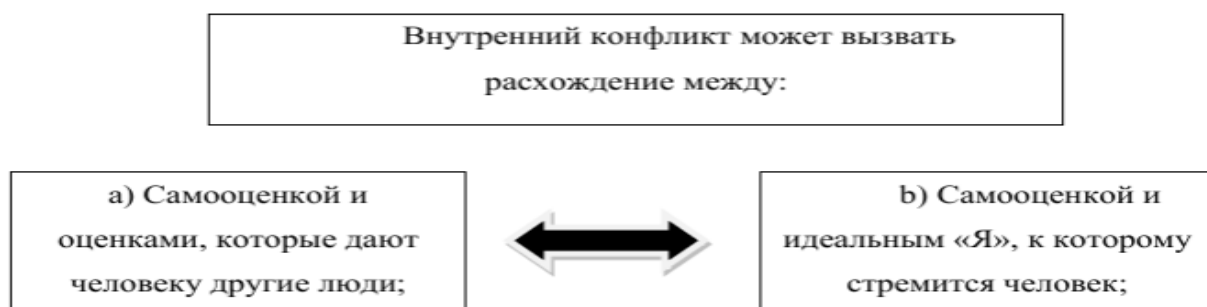 Внутренний конфликт может вызвать
расхождение между:
a) Самооценкой и
оценками, которые дают
человеку другие люди;
b) Самооценкой и
идеальным «Я», к которому
стремится человек;